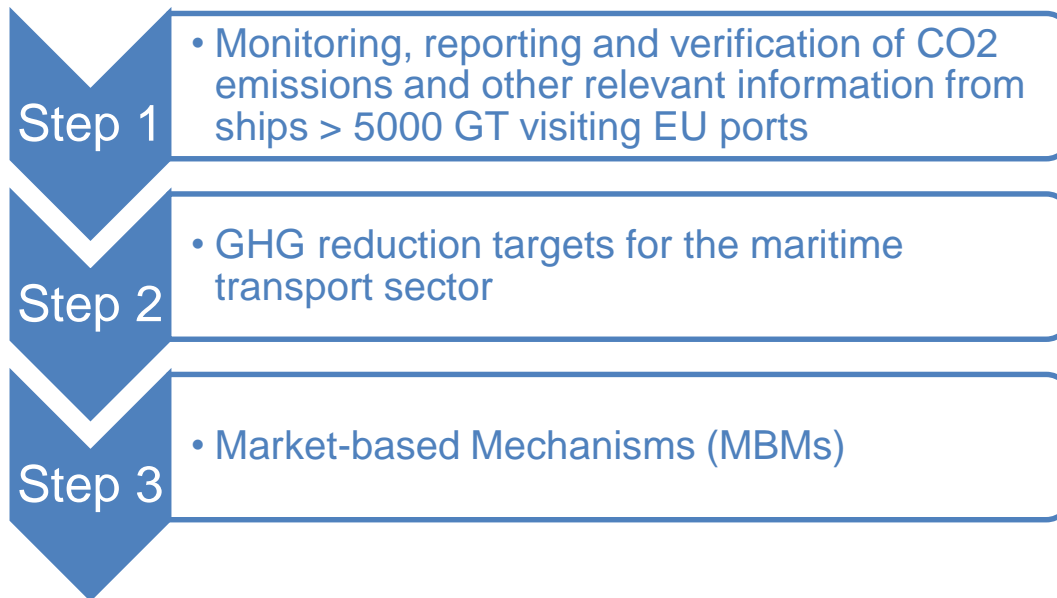 Step 1
• Monitoring, reporting and verification of CO2
emissions and other relevant information from
ships > 5000 GT visiting EU ports
Step 2
• GHG reduction targets for the maritime
transport sector
Step 3
• Market-based Mechanisms (MBMs)